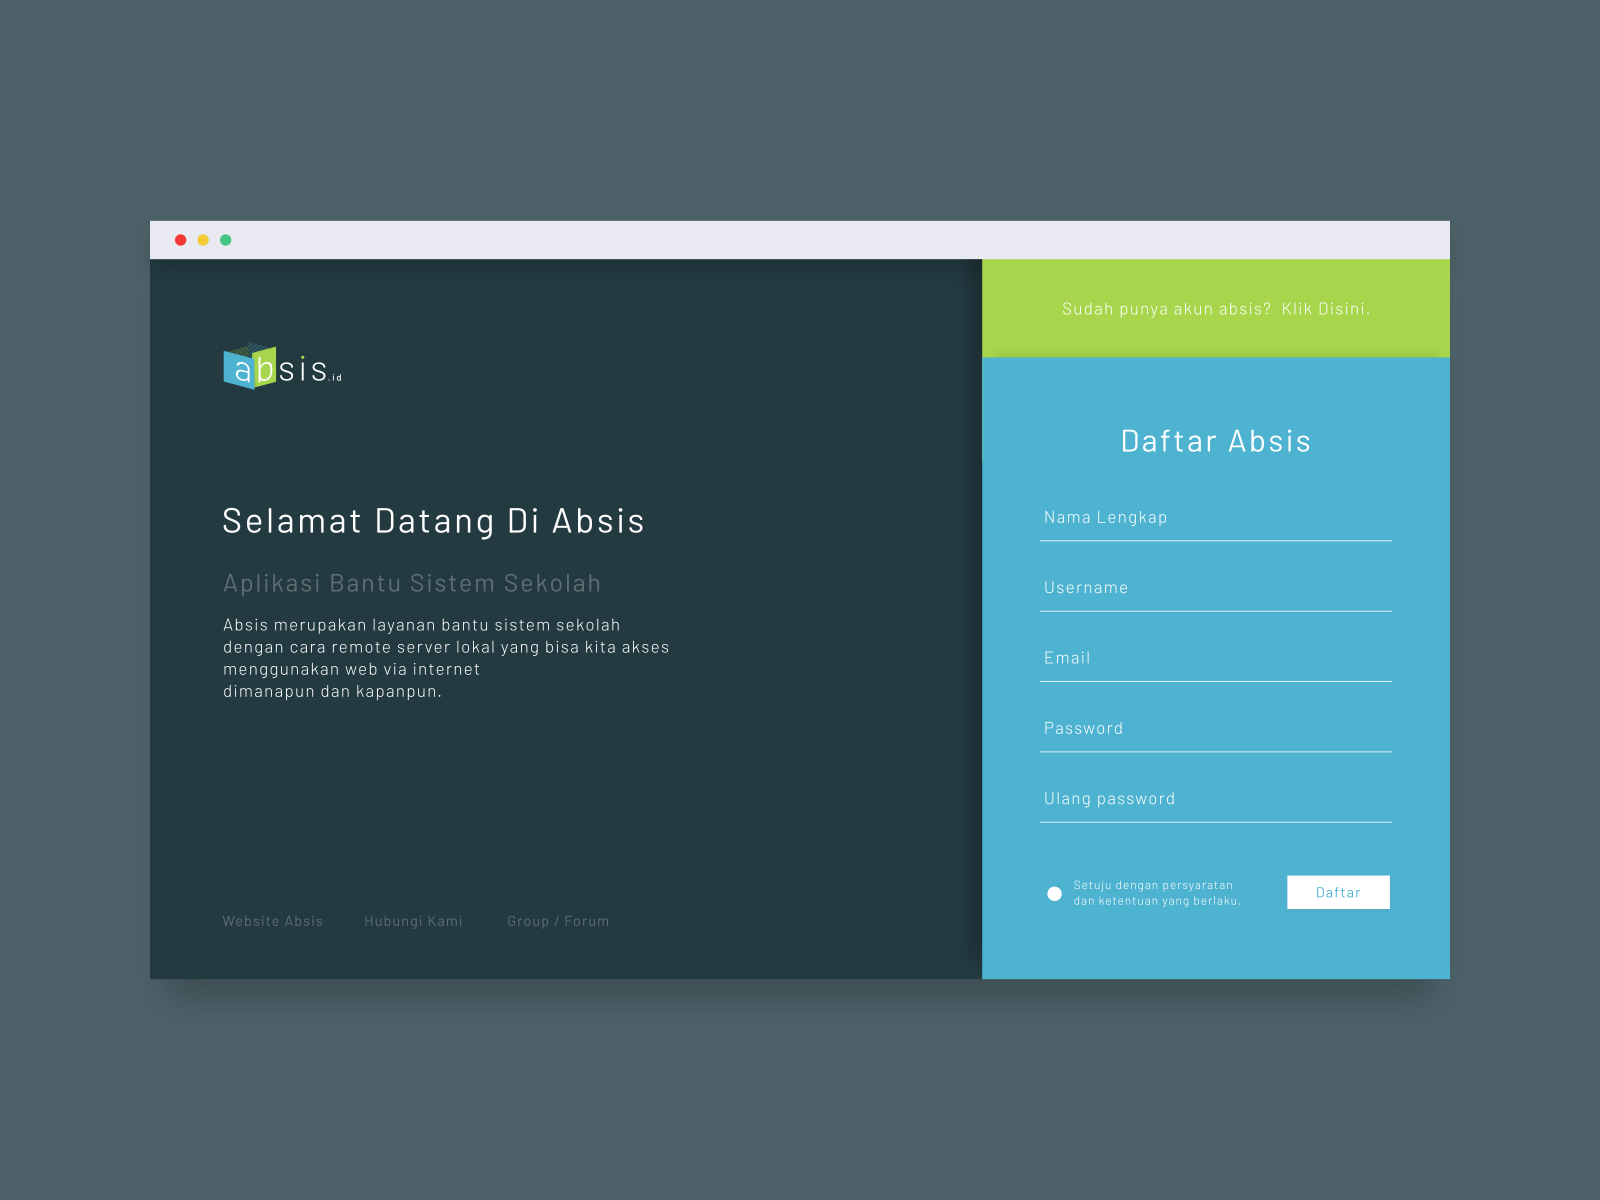 absis.id
Selamat Datang Di Absis
Aplikasi Bantu Sistem Sekolah
Absis merupakan layanan bantu sistem sekolah
dengan cara remote server lokal yang bisa kita akses
menggunakan web via internet
dimanapun dan kapanpun.
Website Absis
Hubungi Kami
Group / Forum
Sudah punya akun absis? Klik Disini.
Daftar Absis
Nama Lengkap
Username
Email
Password
Ulang password
Setuju dengan persyaratan
dan ketentuan yang berlaku.
Daftar